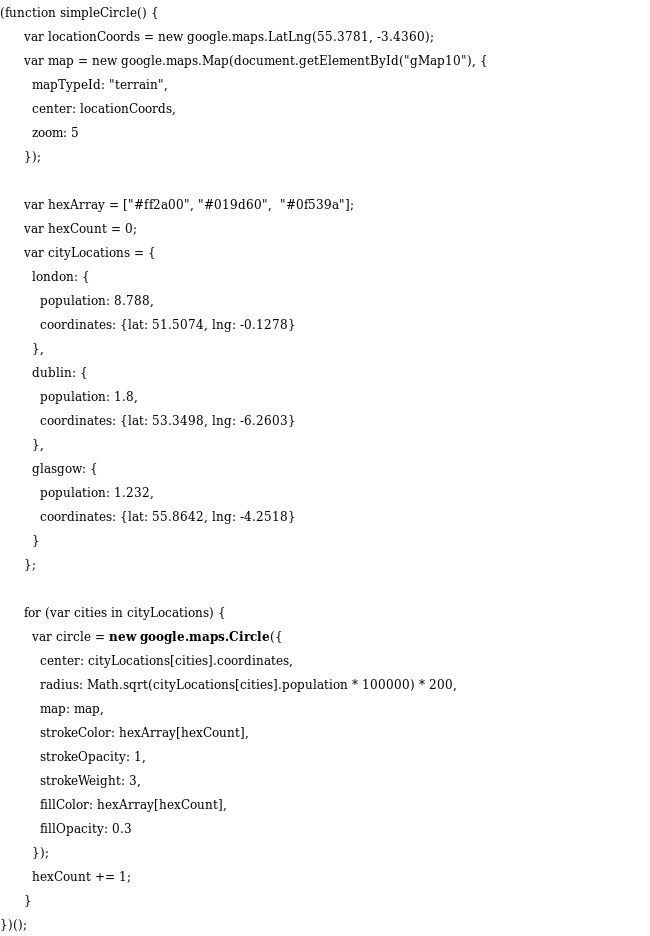 (function simpleCircle() {
var locationCoords = new google.maps.LatLng(55.3781, -3.4360);
var map = new google.maps.Map(document.getElementById("gMap10"), {
mapTypeId: "terrain",
center: locationCoords,
zoom: 5
});
var hexArray = ["#ff2a00", "#019d60",  "#0f539a"];
var hexCount = 0;
var cityLocations = {
london: {
population: 8.788,
coordinates: {lat: 51.5074, lng: -0.1278}
},
dublin: {
population: 1.8,
coordinates: {lat: 53.3498, lng: -6.2603}
},
glasgow: {
population: 1.232,
coordinates: {lat: 55.8642, lng: -4.2518}
}
};
for (var cities in cityLocations) {
var circle = new google.maps.Circle({
center: cityLocations[cities].coordinates,
radius: Math.sqrt(cityLocations[cities].population * 100000) * 200,
map: map,
strokeColor: hexArray[hexCount],
strokeOpacity: 1,
strokeWeight: 3,
fillColor: hexArray[hexCount],
fillOpacity: 0.3
});
hexCount += 1;
}
})();